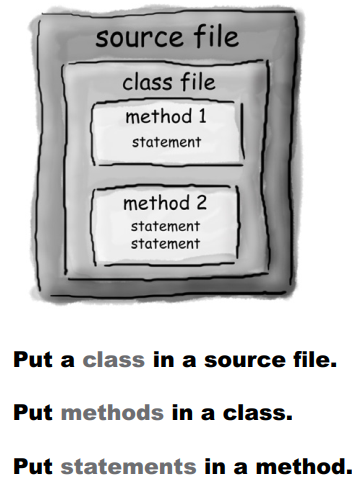 source file
class file
method 1
statement
method 2
statement
statement
Put a class in a source file.
Put methods in a class.
Put statements in a method.